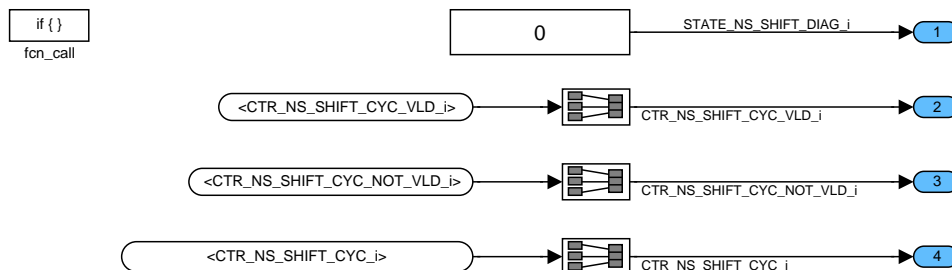 if { }
fcn_call
0
STATE_NS_SHIFT_DIAG_i
1
<CTR_NS_SHIFT_CYC_VLD_i>
CTR_NS_SHIFT_CYC_VLD_i
2
<CTR_NS_SHIFT_CYC_NOT_VLD_i>
CTR_NS_SHIFT_CYC_NOT_VLD_i
3
<CTR_NS_SHIFT_CYC_i>
CTR_NS_SHIFT_CYC_i
4